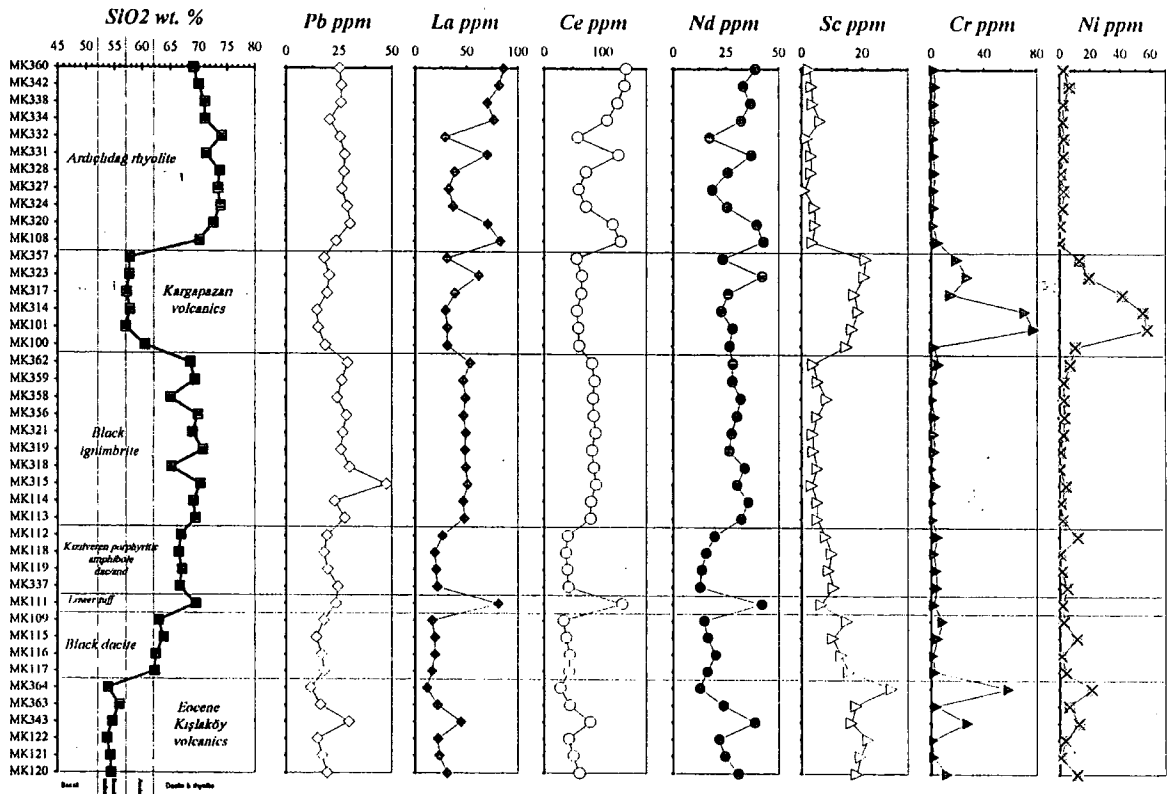 SiO2 wt. % Pb ppm La ppm Ce ppm Nd ppm Sc ppm Cr ppm Ni ppm
45 50 55 60 65 70 75 80 0 25 50 0 50 100 0 100 0 50 0 20 0 40 80 0 20 40 60
MK360
MK342
MK338
MK334
MK332
MK331
MK328
MK327
MK324
MK320
MK108
MK357
MK323
MK317
MK314
MK101
MK100
MK362
MK359
MK358
MK356
MK321
MK319
MK318
MK315
MK114
MK113
MK112
MK118
MK119
MK337
MK111
MK109
MK115
MK116
MK117
MK364
MK363
MK343
MK122
MK121
MK120
rhyolite
Kargapazarı
volcanics
Black
ignimbrite
porphyritic
amphibole
Lower tuff
Black dacite
Eocene
Kışlaköy
volcanics
Basalt
Dacite & rhyolite